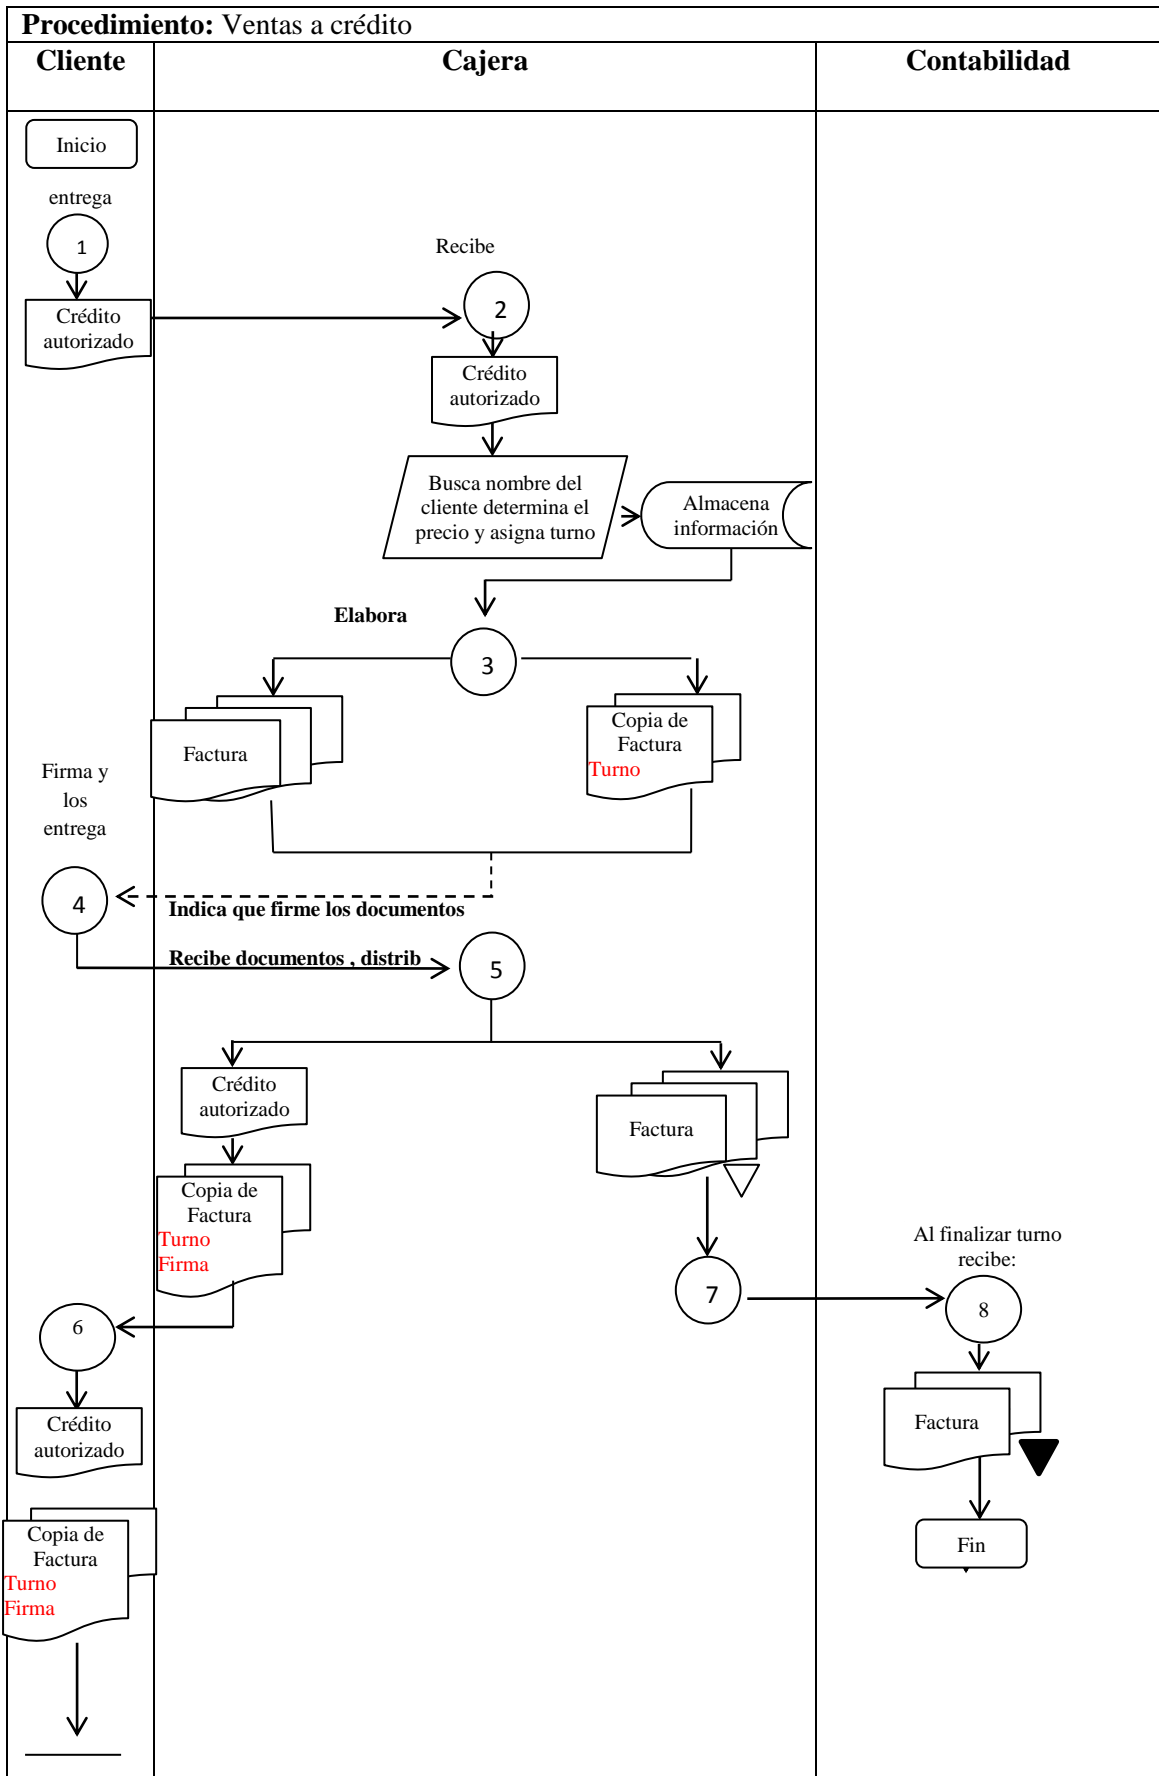 Procedimiento: Ventas a crédito
Cliente
Cajera
Contabilidad
Inicio
entrega
1
Recibe
2
Crédito
autorizado
Crédito
autorizado
Busca nombre del
cliente determina el
precio y asigna turno
Almacena
información
Elabora
3
Factura
Copia de
Factura
Turno
Firma y
los
entrega
4
Indica que firme los documentos
Recibe documentos , distrib
5
Crédito
autorizado
Factura
Copia de
Factura
Turno
Firma
7
Al finalizar turno
recibe:
8
6
Crédito
autorizado
Factura
Copia de
Factura
Turno
Firma
Fin